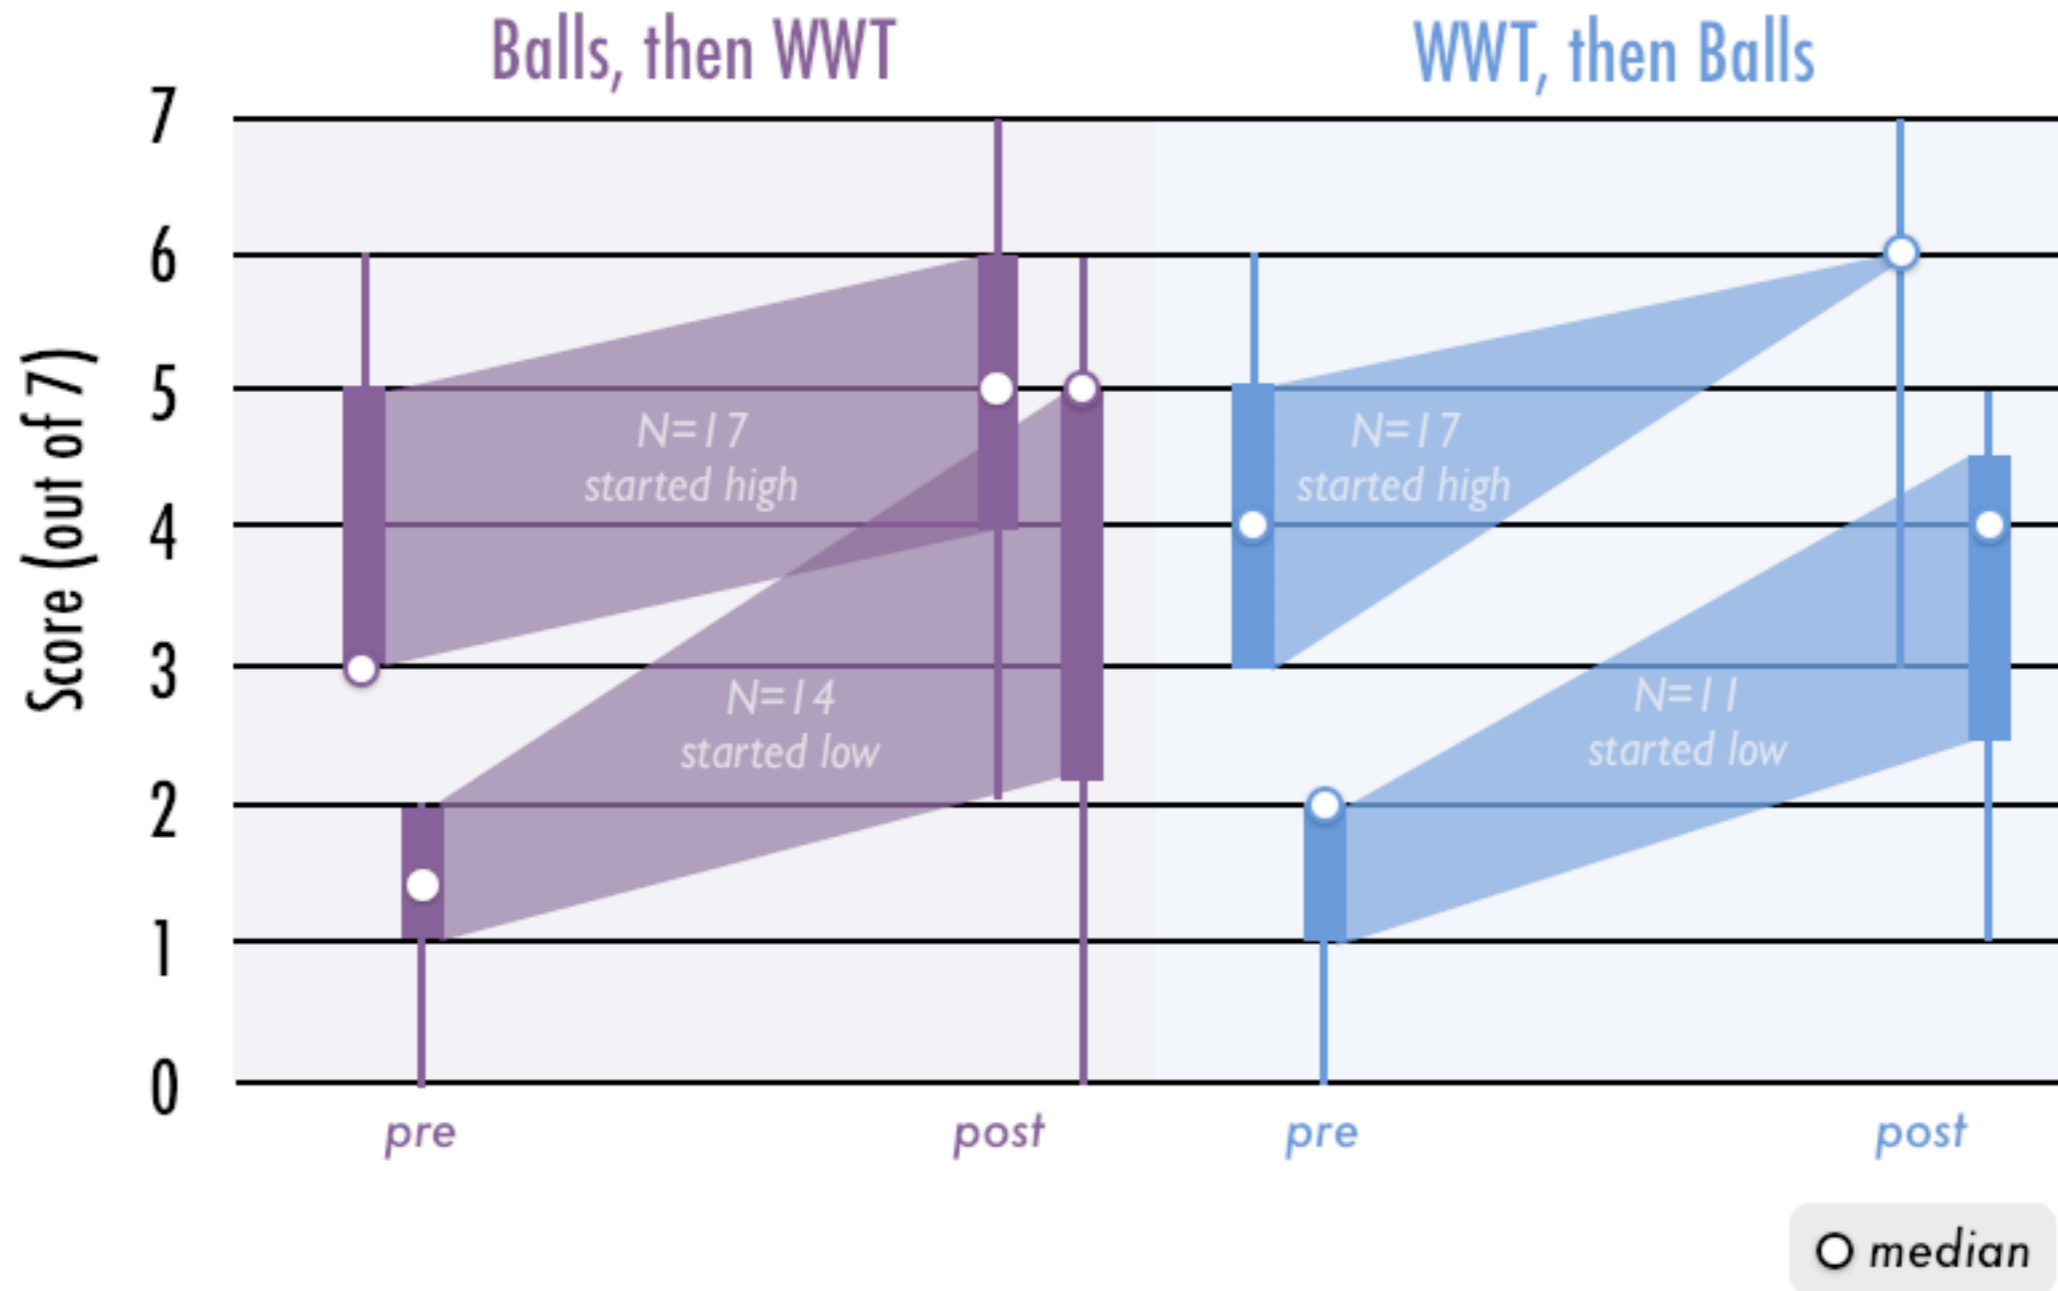 Balls, then WWT
WWT, then Balls
Score (out of 7)
7
6
5
4
3
2
1
0
N=17
started high
N=14
started low
N=17
started high
N=11
started low
pre
post
pre
post
median